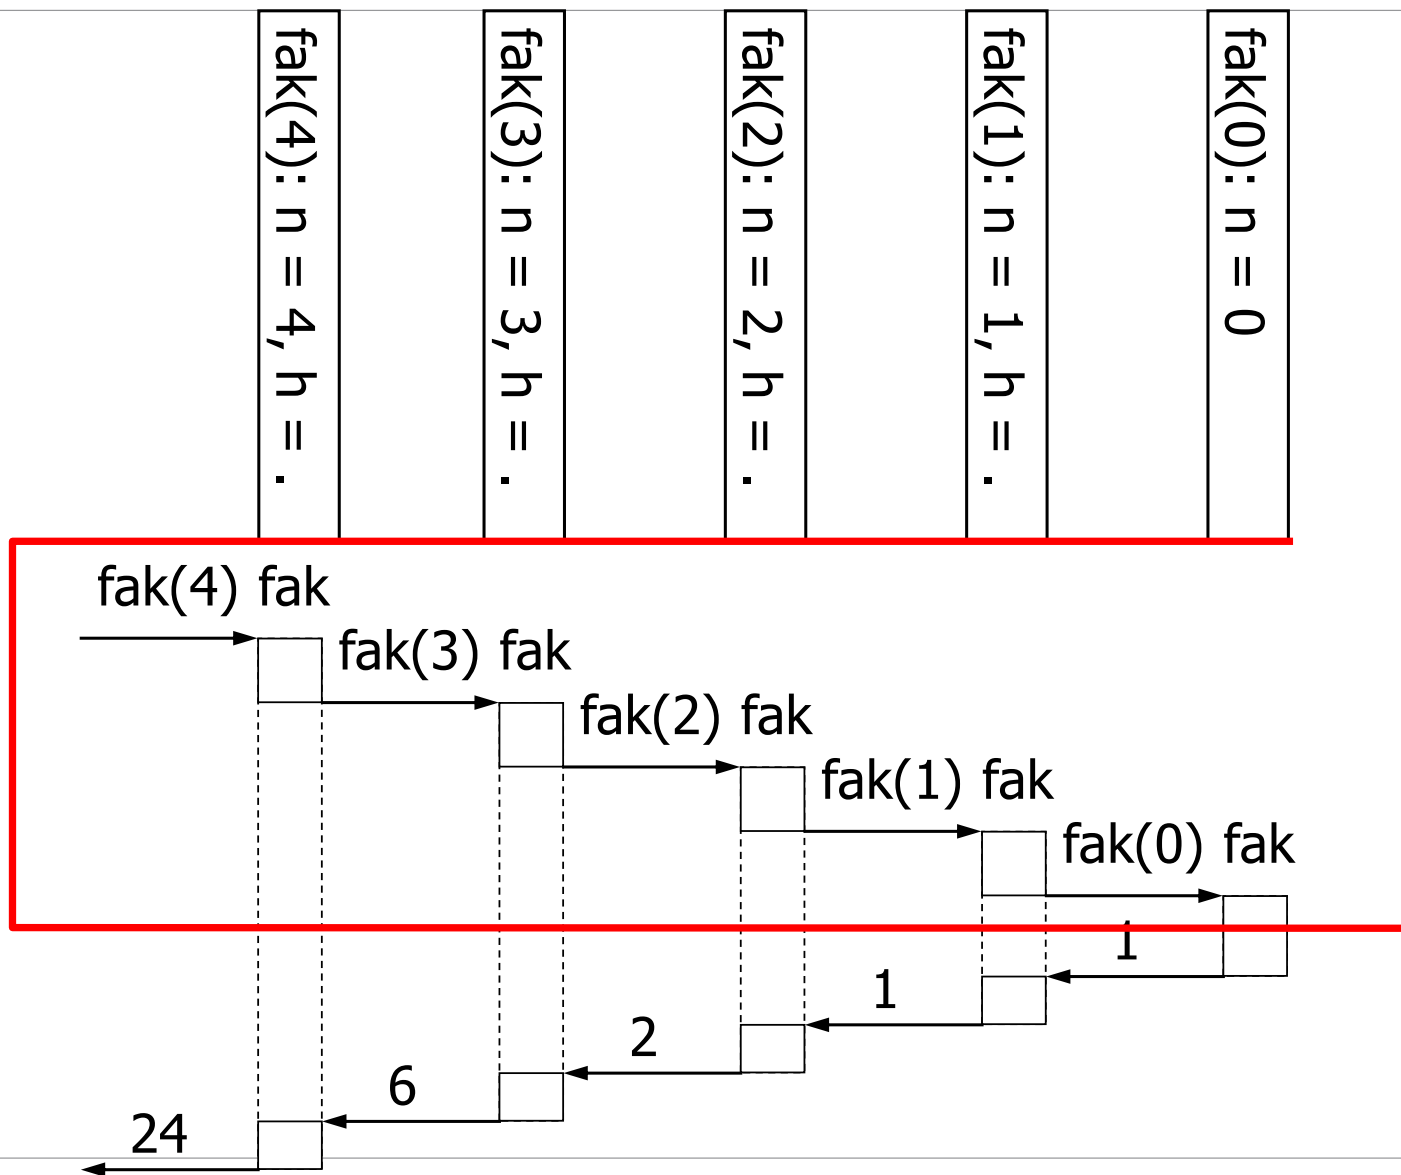 fak(4): n = 4, h = .
fak(3): n = 3, h = .
fak(2): n = 2, h = .
fak(1): n = 1, h = .
fak(0): n = 0
fak(4) fak
fak(3) fak
fak(2) fak
fak(1) fak
fak(0) fak
1
1
2
6
24